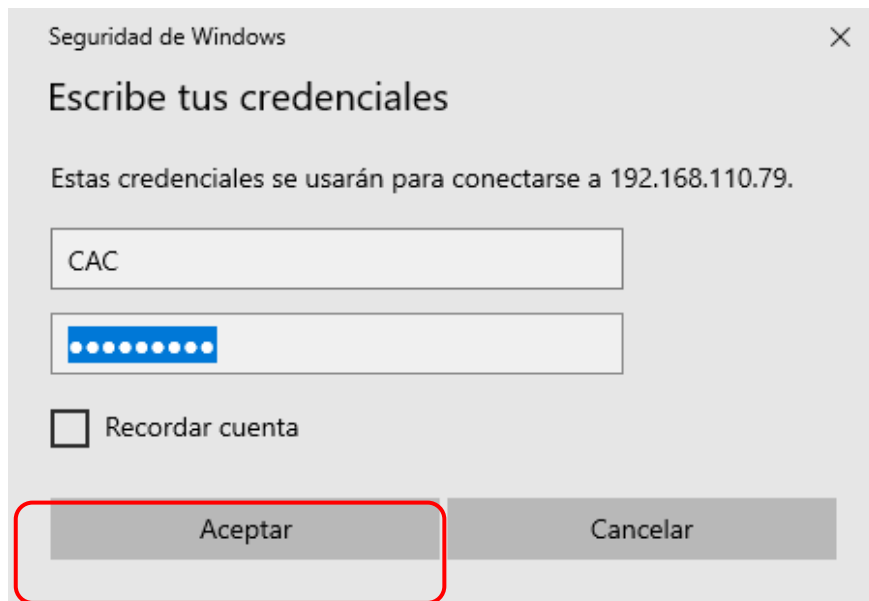 Seguridad de Windows
Escribe tus credenciales
Estas credenciales se usarán para conectarse a 192.168.110.79.
CAC
●●●●●●●●●
Recordar cuenta
Aceptar
Cancelar